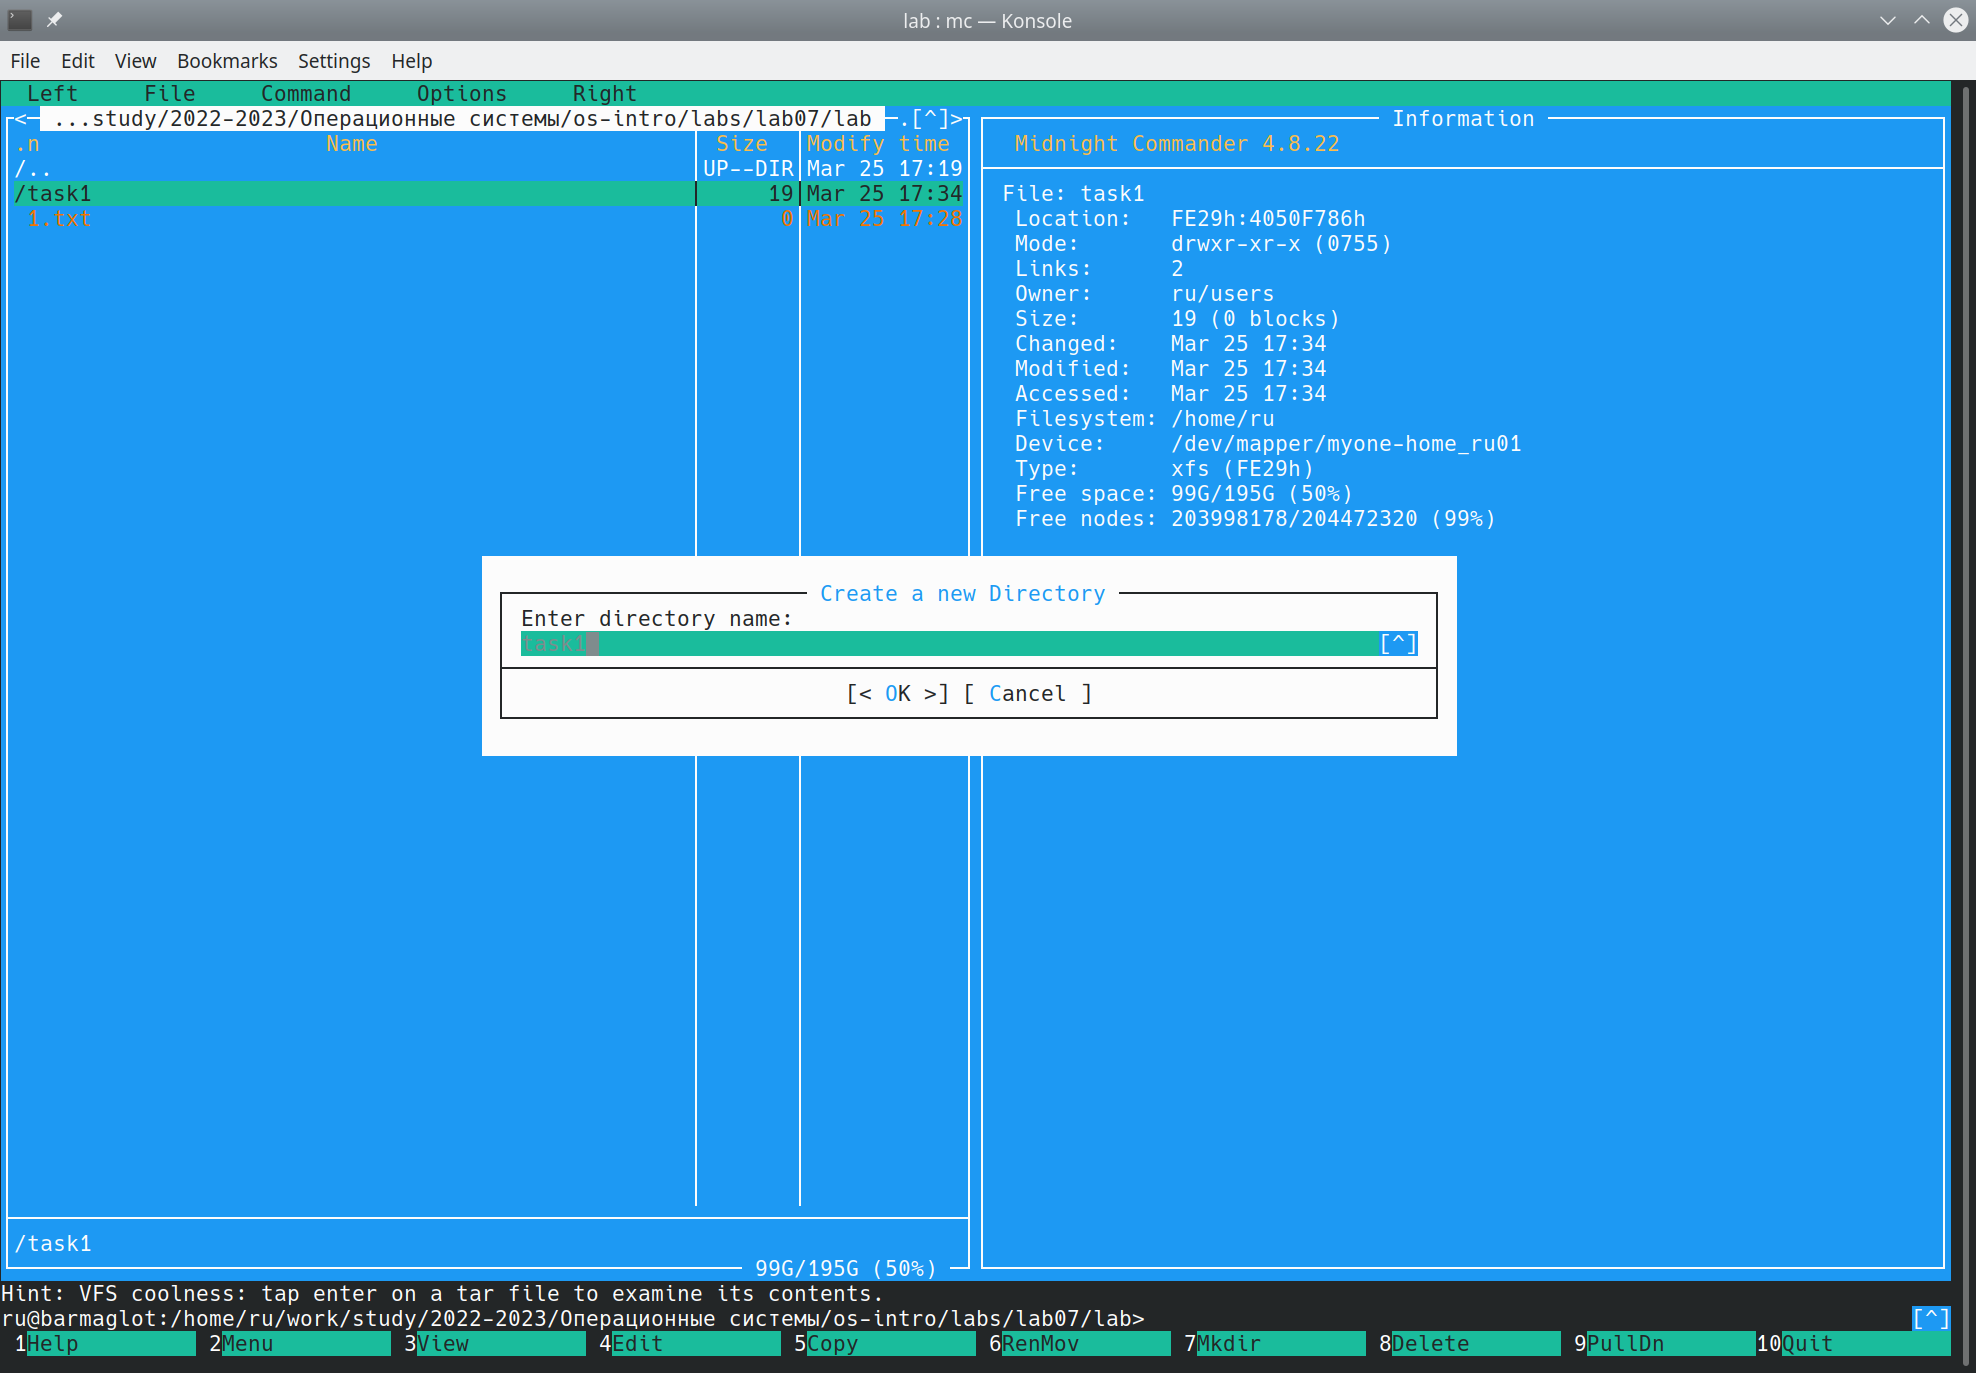 lab : mc — Konsole
File Edit View Bookmarks Settings Help
Left File Command Options Right
<─ ...study/2022-2023/Операционные системы/os-intro/labs/lab07/lab ─.[^]>
.n Name Size Modify time
/.. UP--DIR Mar 25 17:19
/task1 19 Mar 25 17:34
1.txt 0 Mar 25 17:28
/task1
99G/195G (50%)
Information
Midnight Commander 4.8.22
File: task1
Location: FE29h:4050F786h
Mode: drwxr-xr-x (0755)
Links: 2
Owner: ru/users
Size: 19 (0 blocks)
Changed: Mar 25 17:34
Modified: Mar 25 17:34
Accessed: Mar 25 17:34
Filesystem: /home/ru
Device: /dev/mapper/myone-home_ru01
Type: xfs (FE29h)
Free space: 99G/195G (50%)
Free nodes: 203998178/204472320 (99%)
Create a new Directory
Enter directory name:
task1 [^]
[< OK >] [ Cancel ]
Hint: VFS coolness: tap enter on a tar file to examine its contents.
ru@barmaglot:/home/ru/work/study/2022-2023/Операционные системы/os-intro/labs/lab07/lab> [^]
1Help 2Menu 3View 4Edit 5Copy 6RenMov 7Mkdir 8Delete 9PullDn 10Quit